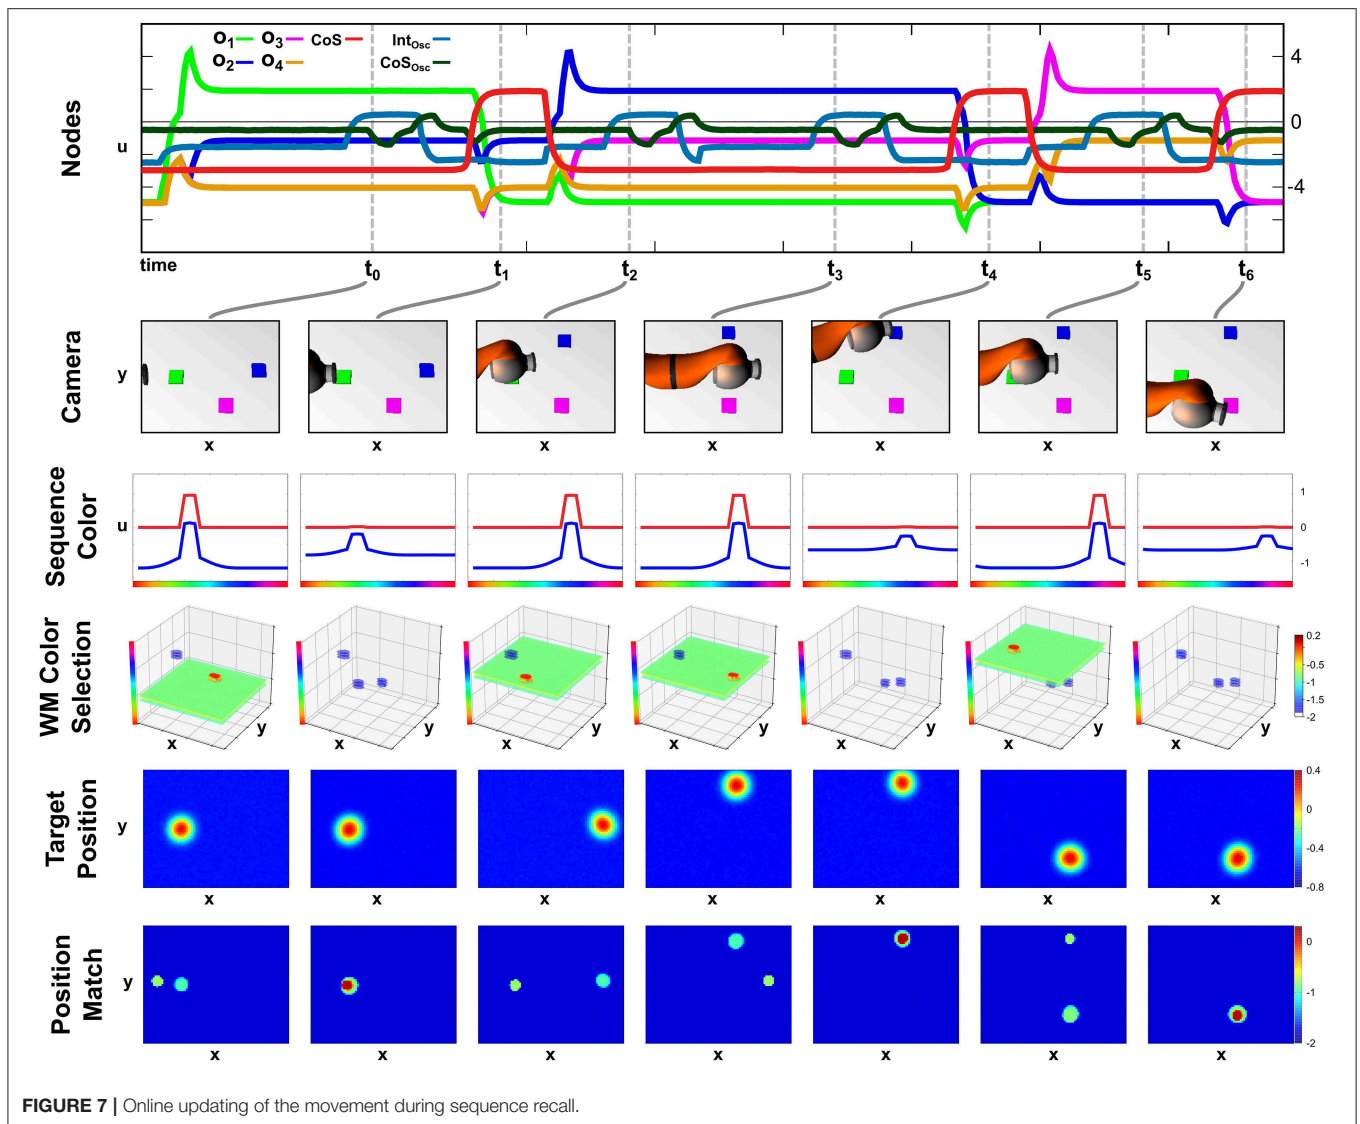 O1 O3 CoS IntOsc
O2 O4 CoSOsc
Nodes
u
4
0
-4
time t0 t1 t2 t3 t4 t5 t6
Camera
y
x x x x x x x
Sequence Color
u
1
0
-1
WM Color Selection
x y x y x y x y x y x y x y
0.2
-0.5
-1
-1.5
-2
Target Position
y
0.4
0
-0.4
-0.8
x x x x x x x
Position Match
y
0
-1
-2
x x x x x x x
FIGURE 7 | Online updating of the movement during sequence recall.